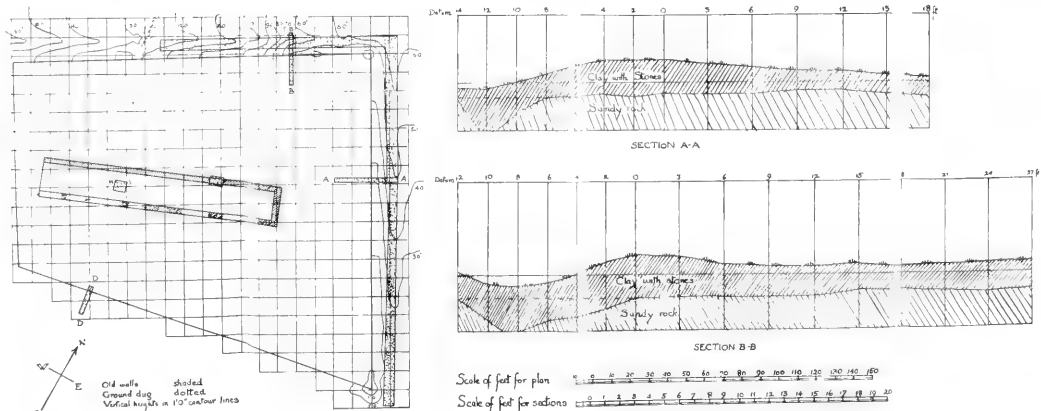 B
B
A
A
D
D
N
W
E
Old walls shaded
Ground dug dotted
Vertical heights in 1'0" contour lines
Datum 14 12 10 8 4 2 0 3 6 9 12 15 18 ft
Clay with Stones
Sandy rock
SECTION A-A
Datum 12 10 8 6 4 2 0 3 6 9 12 15 8 21 24 27 ft
Clay with stones
Sandy rock
SECTION B-B
Scale of feet for plan 10 0 10 20 30 40 50 60 70 80 90 100 110 120 130 140 150
Scale of feet for sections 1 0 1 2 3 4 5 6 7 8 9 10 11 12 13 14 15 16 17 18 19 20